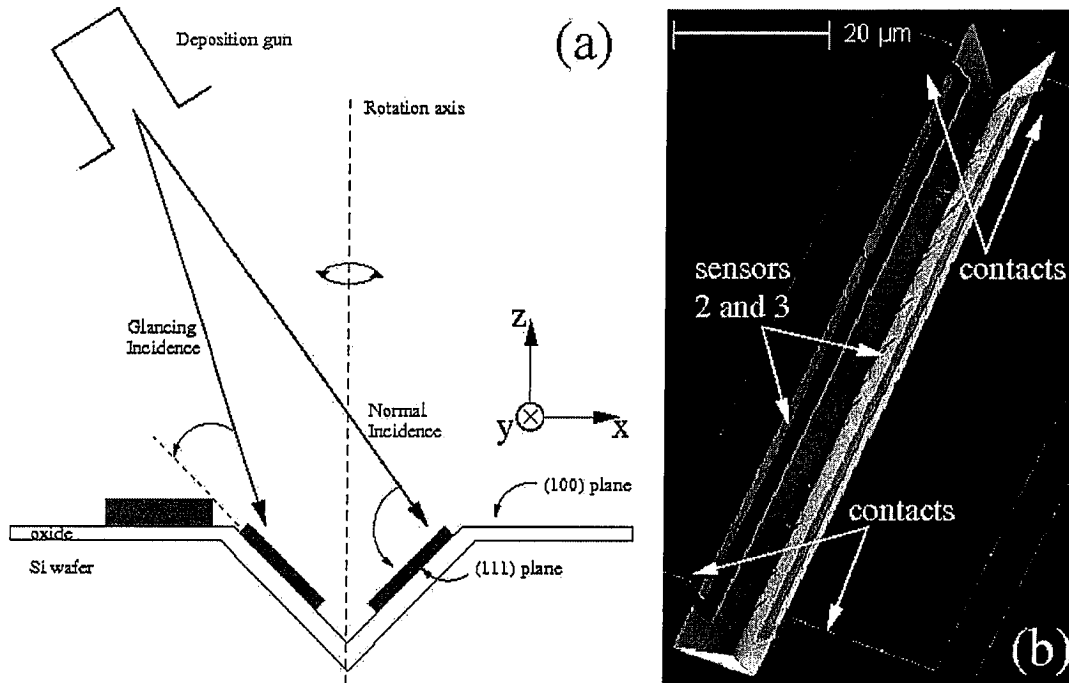 Deposition gun
(a)
Rotation axis
Glancing
Incidence
Normal
Incidence
z
y
x
(100) plane
oxide
Si wafer
(111) plane
20 µm
sensors
2 and 3
contacts
contacts
(b)